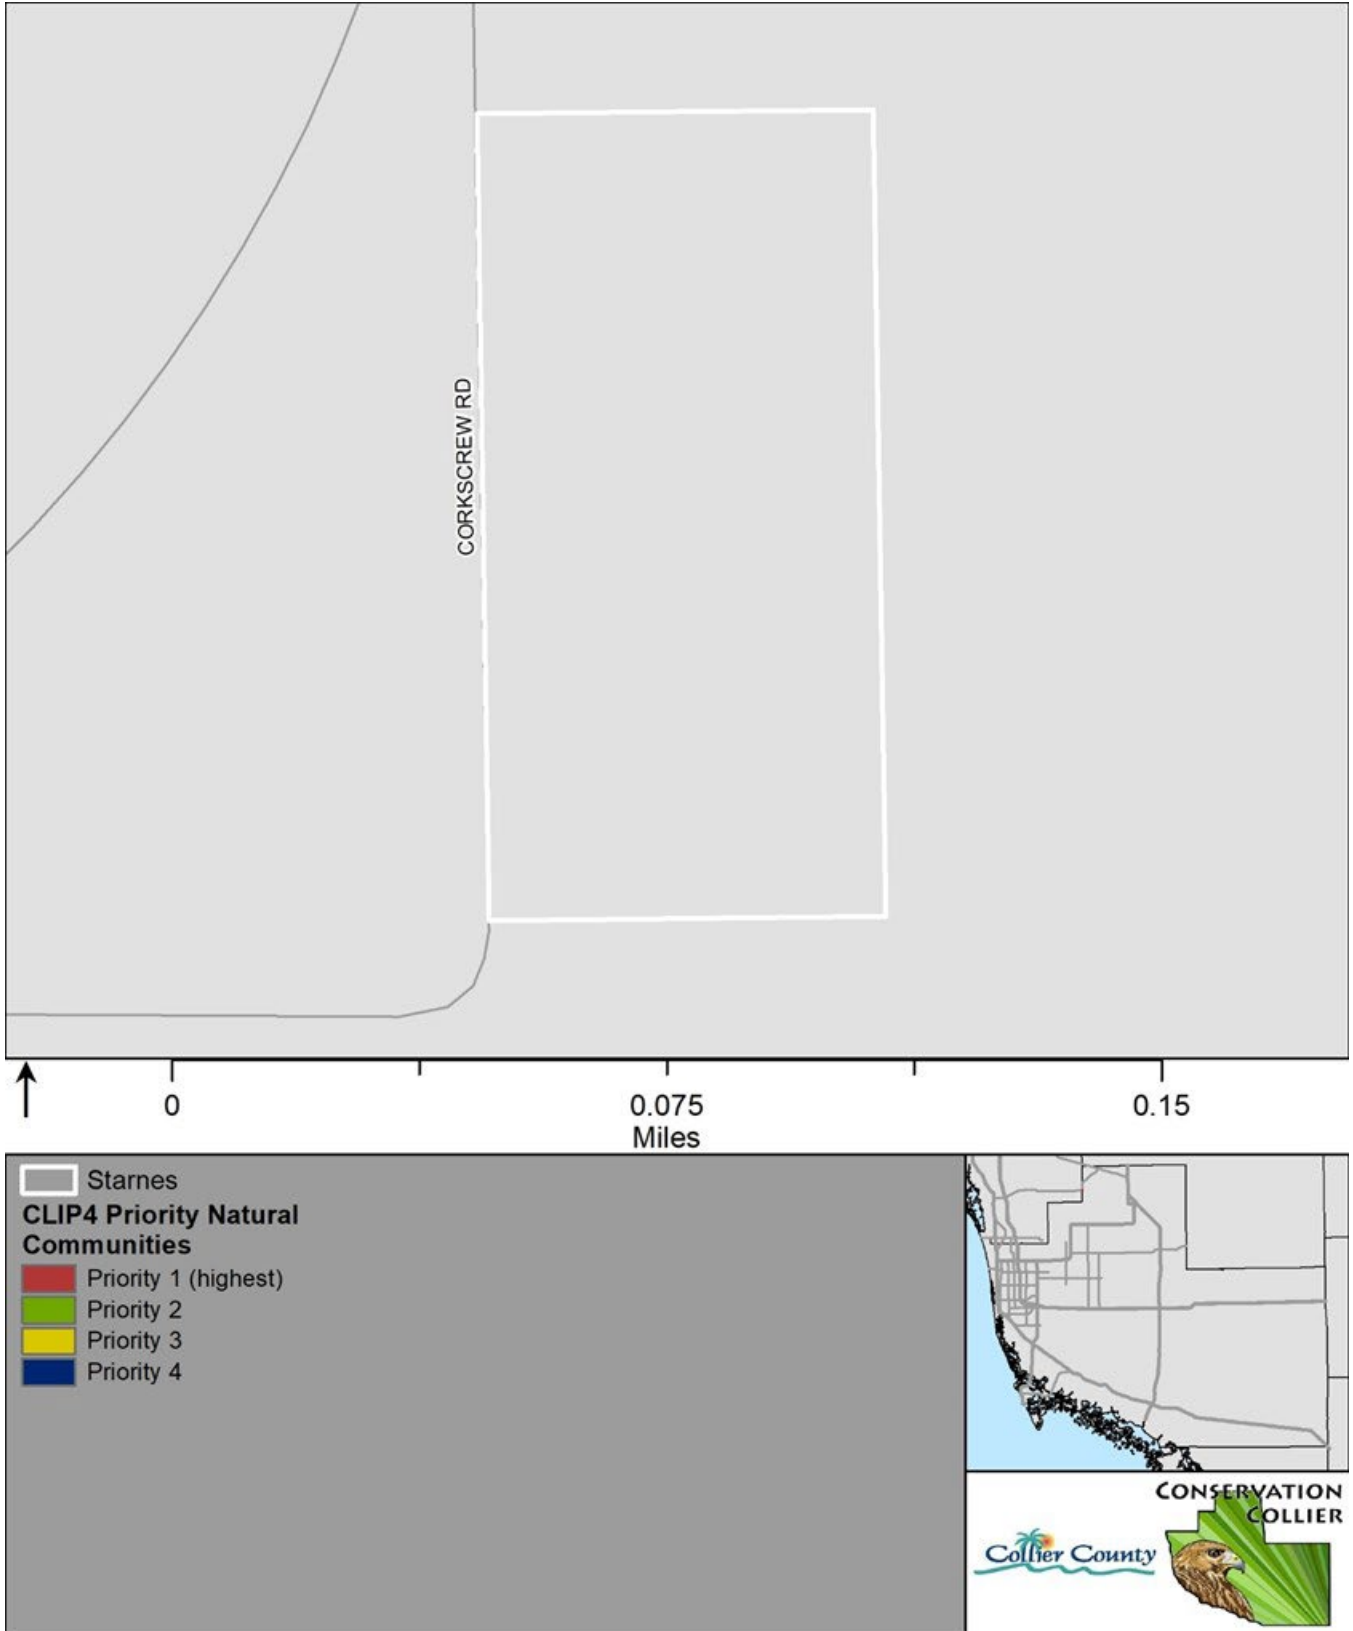 CORKSCREW RD
0
0.075
0.15
Miles
Starnes
CLIP4 Priority Natural
Communities
Priority 1 (highest)
Priority 2
Priority 3
Priority 4
CONSERVATION
COLLIER
Collier County